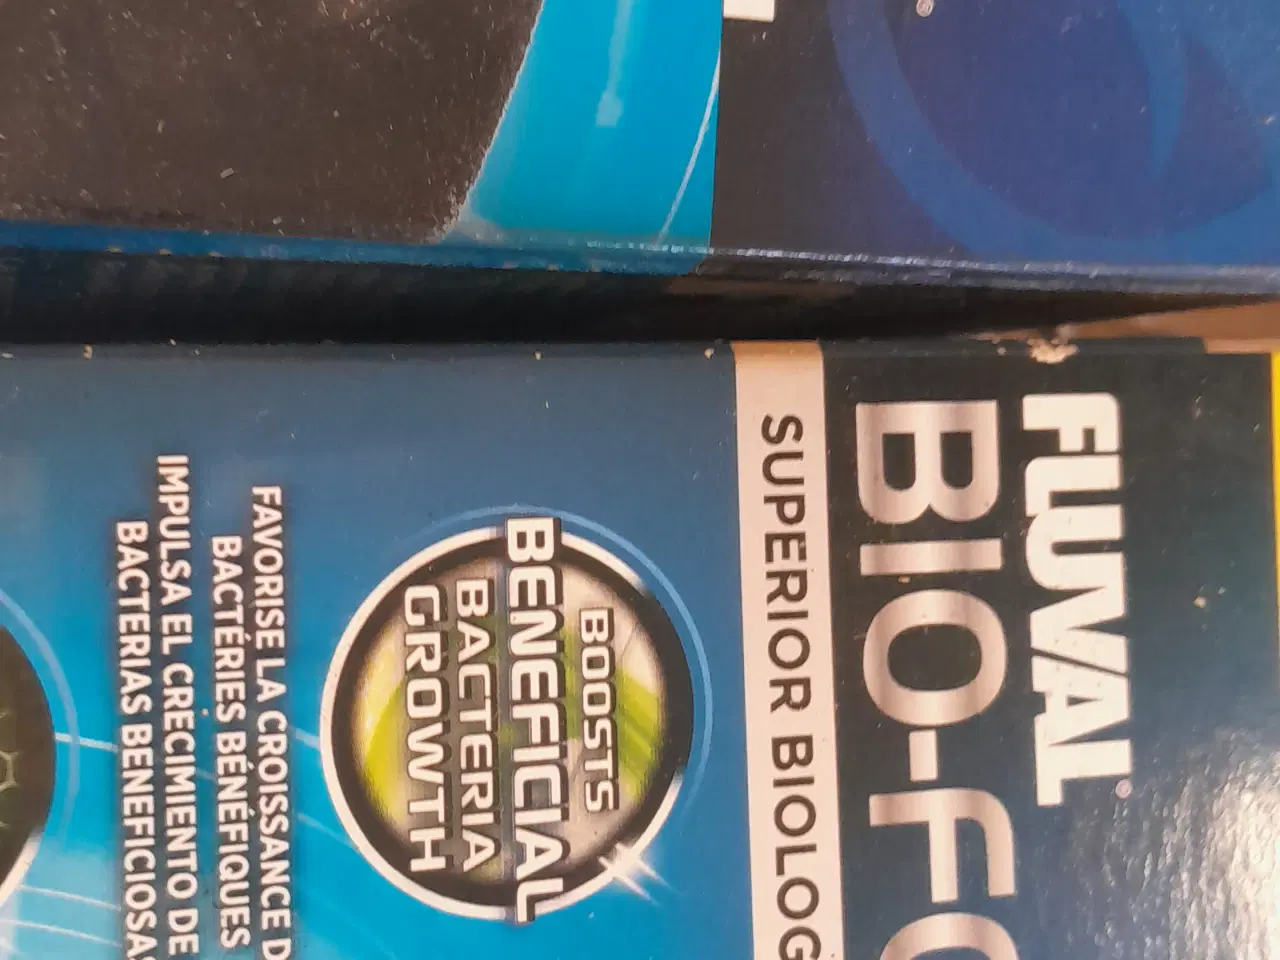 FLUVAL®
BIO-FO
SUPERIOR BIOLOG
BOOSTS
BENEFICIAL
BACTERIA
GROWTH
FAVORISE LA CROISSANCE D
BACTÉRIES BÉNÉFIQUES
IMPULSA EL CRECIMIENTO DE
BACTERIAS BENEFICIOSAS
®